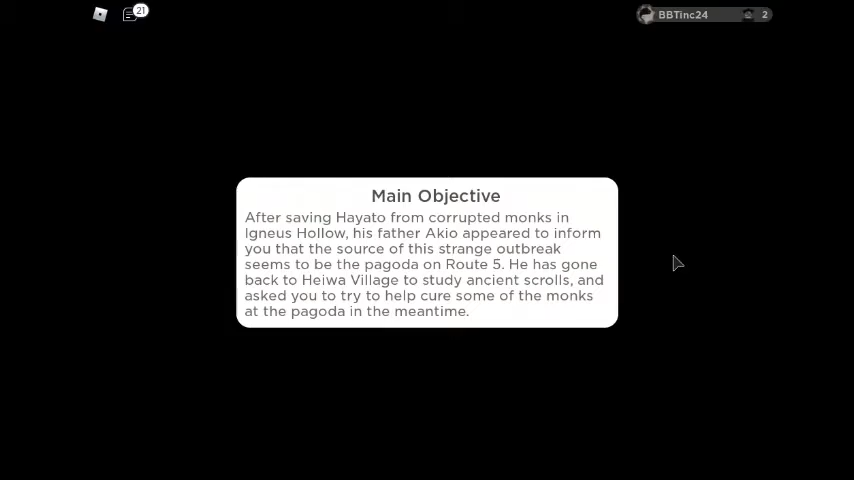 21
BBTinc24 2
Main Objective
After saving Hayato from corrupted monks in
Igneus Hollow, his father Akio appeared to inform
you that the source of this strange outbreak
seems to be the pagoda on Route 5. He has gone
back to Heiwa Village to study ancient scrolls, and
asked you to try to help cure some of the monks
at the pagoda in the meantime.